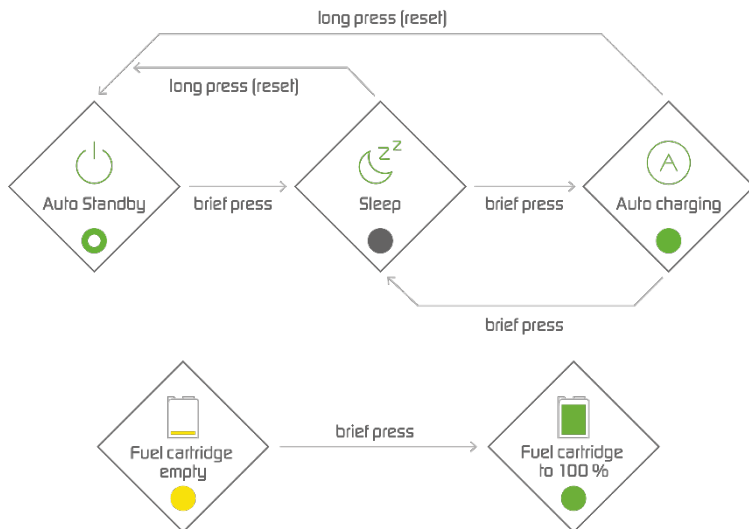 long press (reset)
long press (reset)
z z
Auto Standby
brief press
Sleep
brief press
A
Auto charging
brief press
Fuel cartridge
empty
brief press
Fuel cartridge
to 100 %